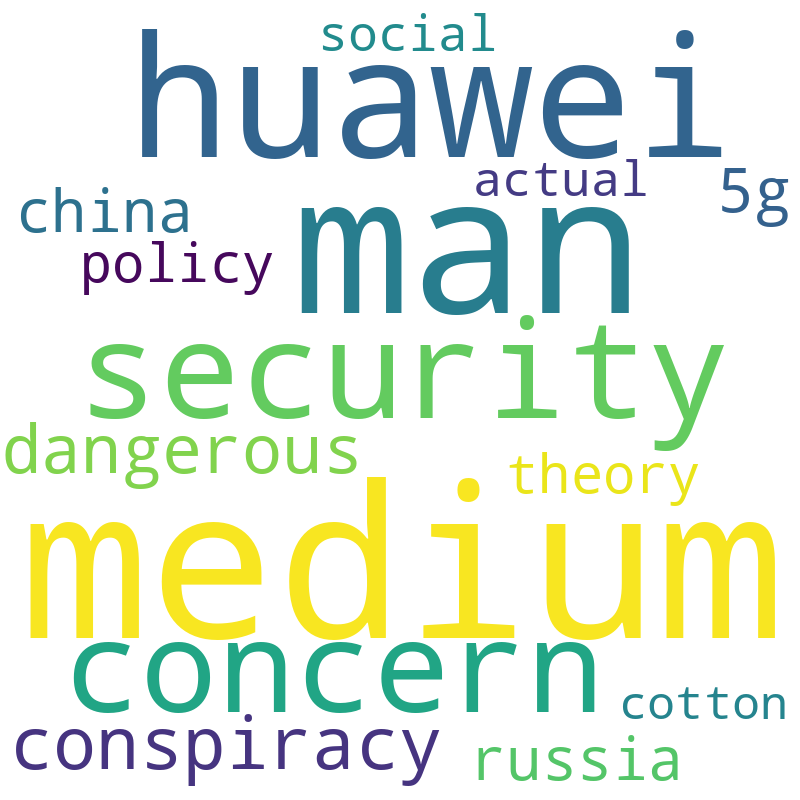 social
huawei
actual
5g
china
man
policy
security
dangerous
theory
medium
concern
cotton
conspiracy
russia